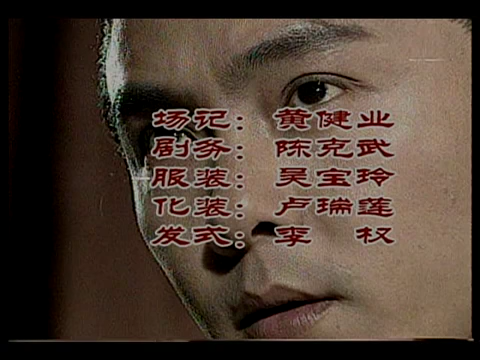 场记：黄健业
剧务：陈克武
服装：吴宝玲
化装：卢瑞莲
发式：李权